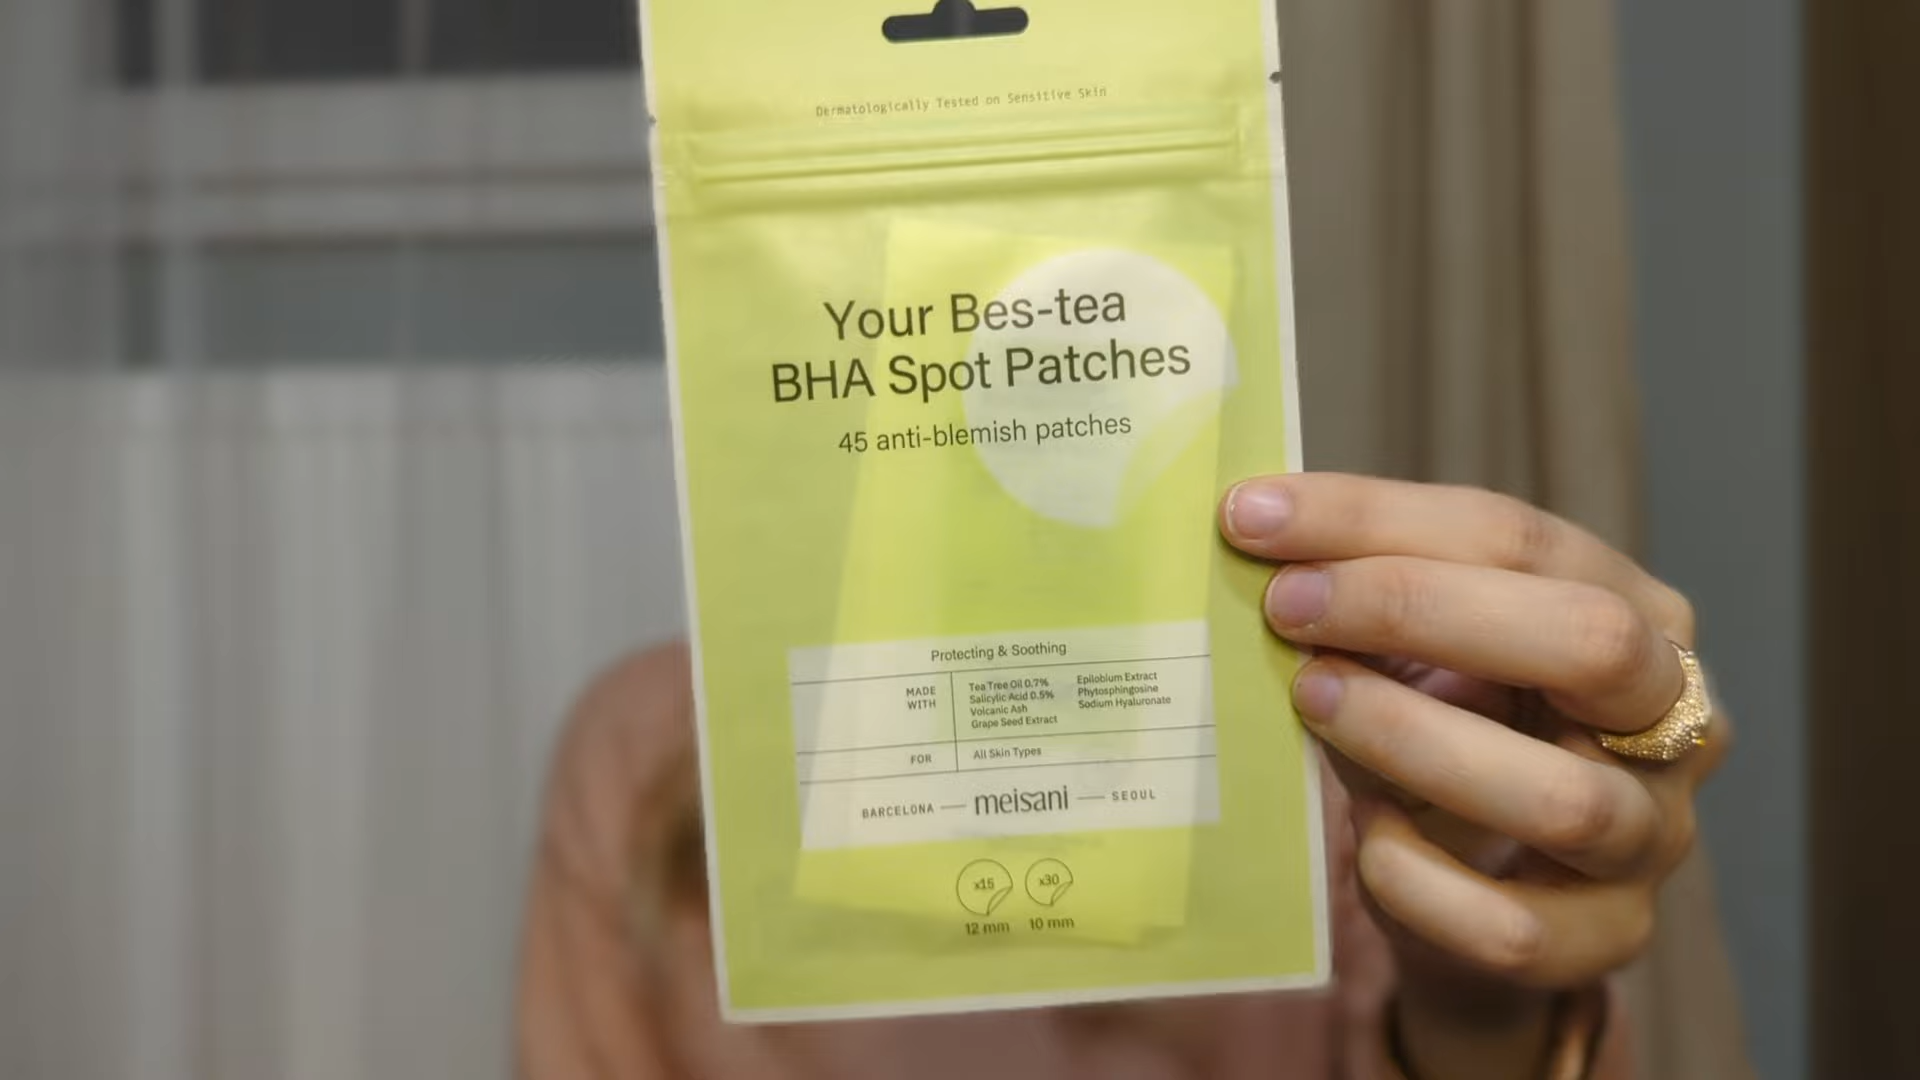 Dermatologically Tested on Sensitive Skin
Your Bes-tea
BHA Spot Patches
45 anti-blemish patches
Protecting & Soothing
MADE
WITH
Tea Tree Oil 0.7%
Salicylic Acid 0.5%
Volcanic Ash
Grape Seed Extract
Epilobium Extract
Phytosphingosine
Sodium Hyaluronate
FOR
All Skin Types
BARCELONA — meisani — SEOUL
x15
x30
12 mm
10 mm